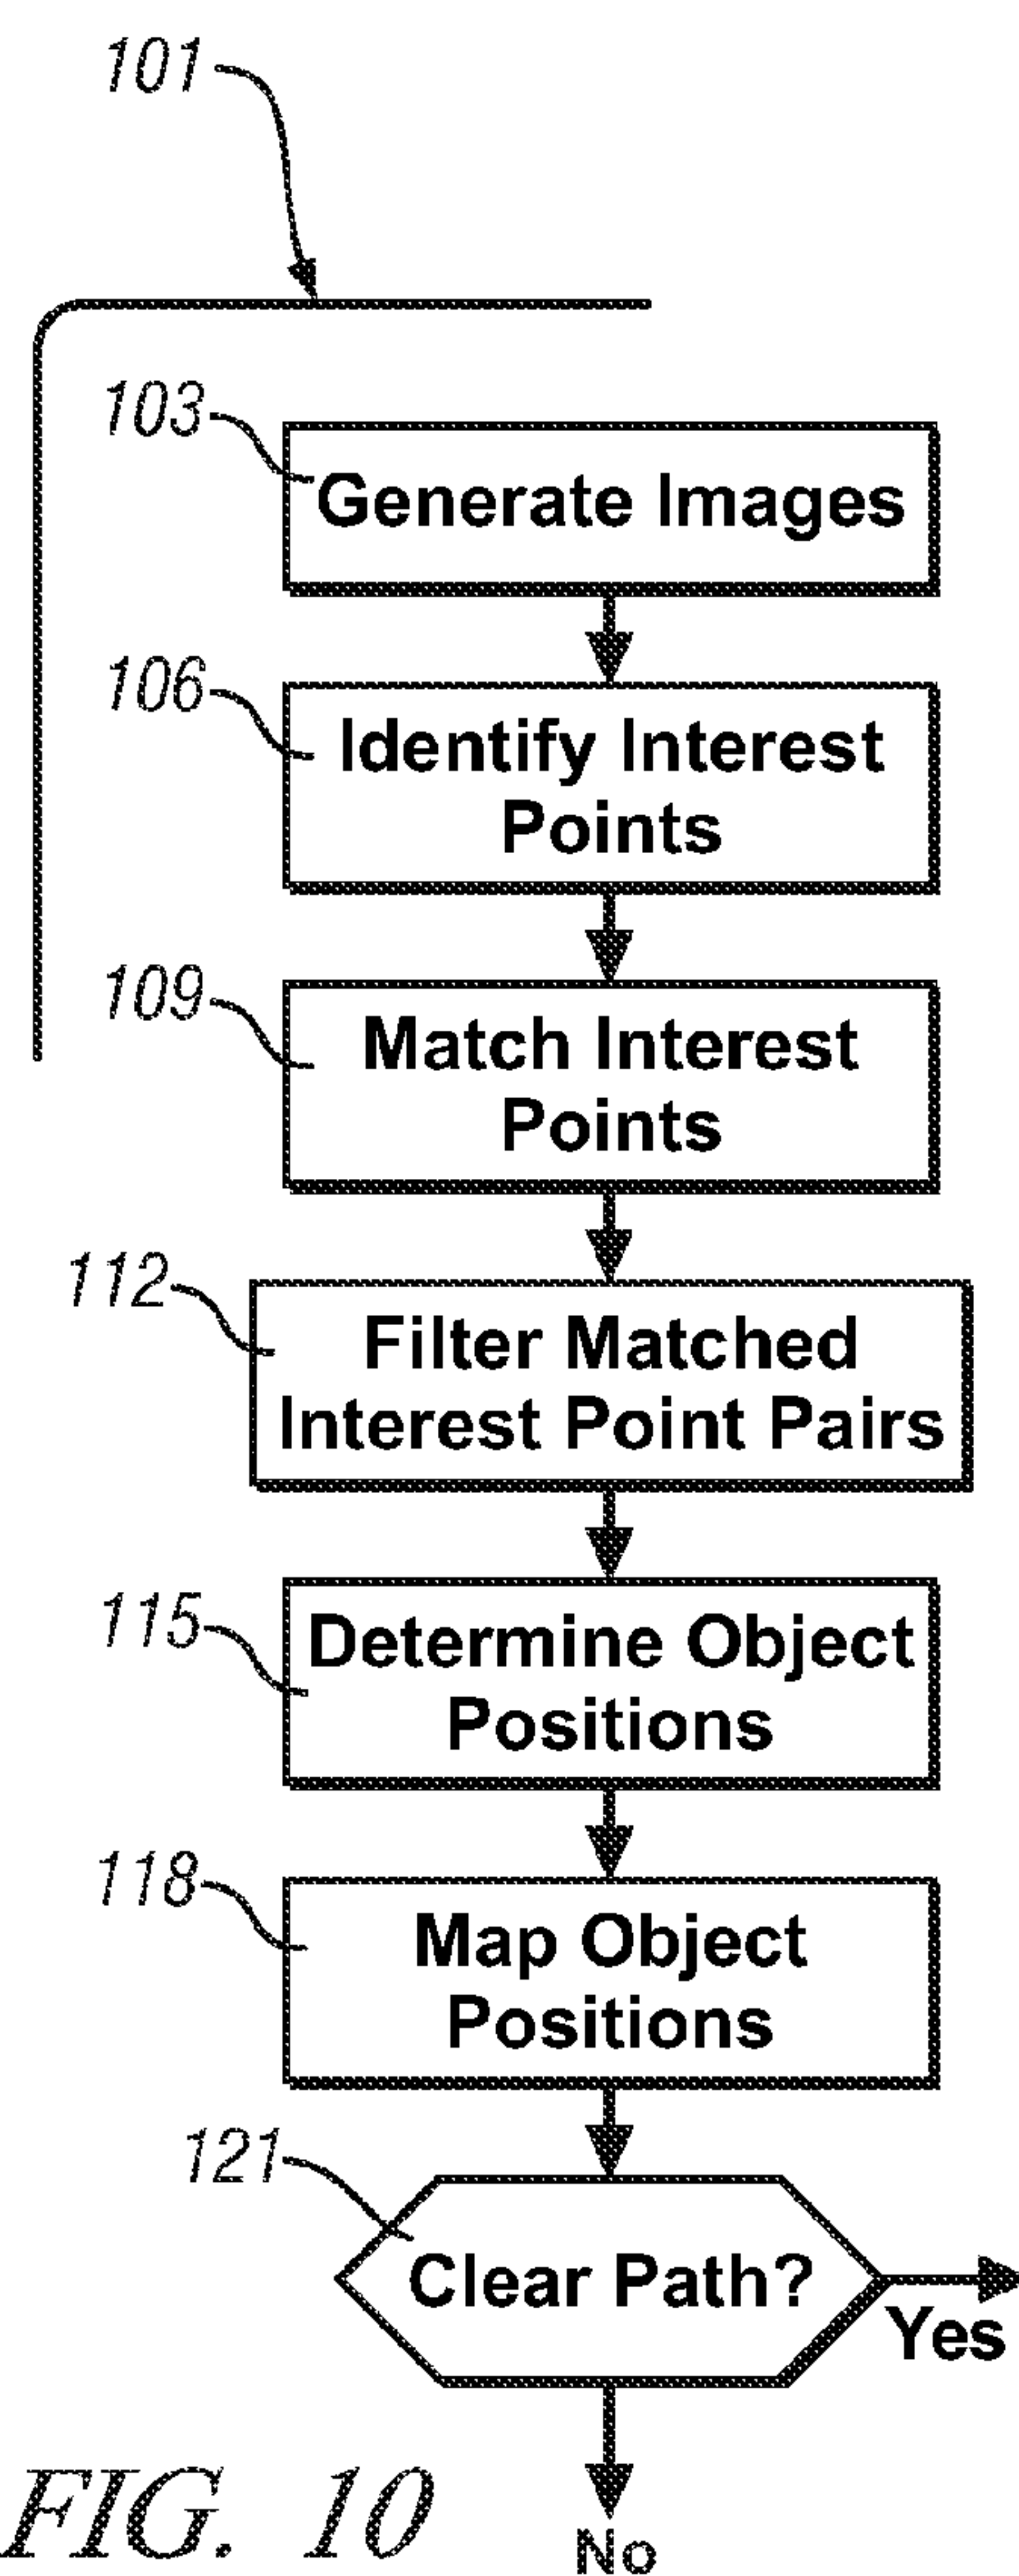 101
103
Generate Images
106
Identify Interest
Points
109
Match Interest
Points
112
Filter Matched
Interest Point Pairs
115
Determine Object
Positions
118
Map Object
Positions
121
Clear Path?
Yes
No
FIG. 10